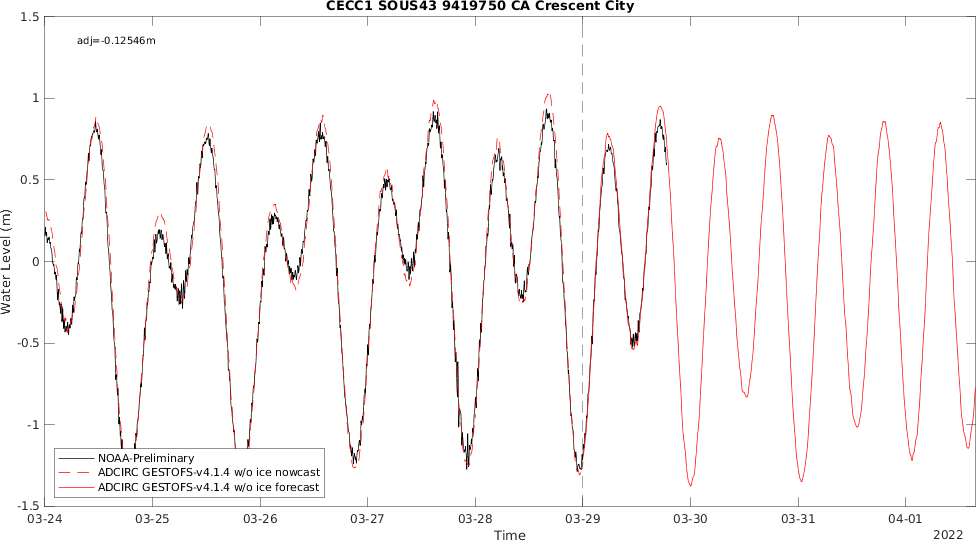 CECC1 SOUS43 9419750 CA Crescent City
adj=-0.12546m
1.5
1
0.5
0
-0.5
-1
-1.5
Water Level (m)
NOAA-Preliminary
ADCIRC GESTOFS-v4.1.4 w/o ice nowcast
ADCIRC GESTOFS-v4.1.4 w/o ice forecast
03-24 03-25 03-26 03-27 03-28 03-29 03-30 03-31 04-01
Time
2022